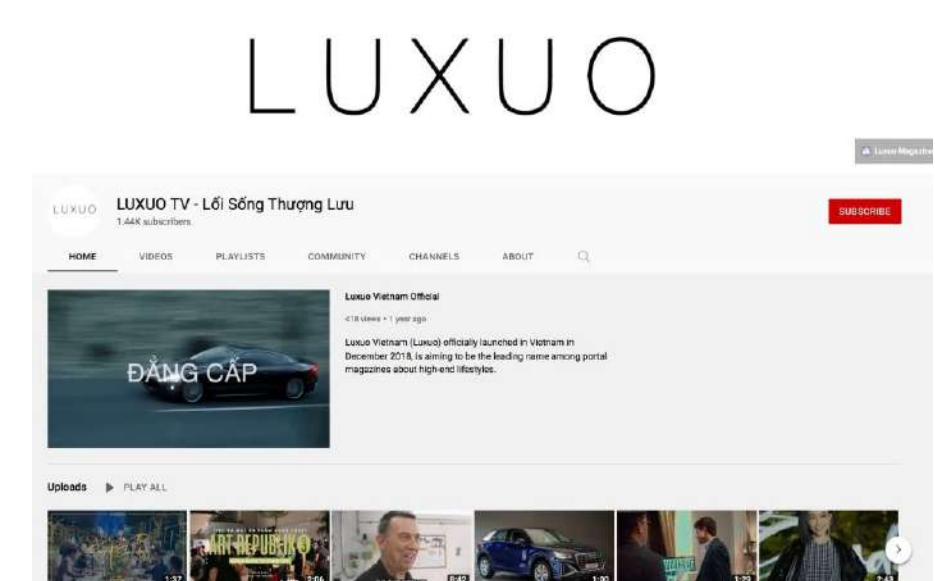 LUXUO
Luxuo Magazine
LUXUO
LUXUO TV - Lối Sống Thượng Lưu
1.44K subscribers
SUBSCRIBE
HOME VIDEOS PLAYLISTS COMMUNITY CHANNELS ABOUT
ĐẲNG CẤP
Luxuo Vietnam Official
418 views • 1 year ago
Luxuo Vietnam (Luxuo) officially launched in Vietnam in
December 2018, is aiming to be the leading name among portal
magazines about high-end lifestyles.
Uploads PLAY ALL
ART REPUBLIK
1:37 2:06 8:42 1:00 1:29 2:43